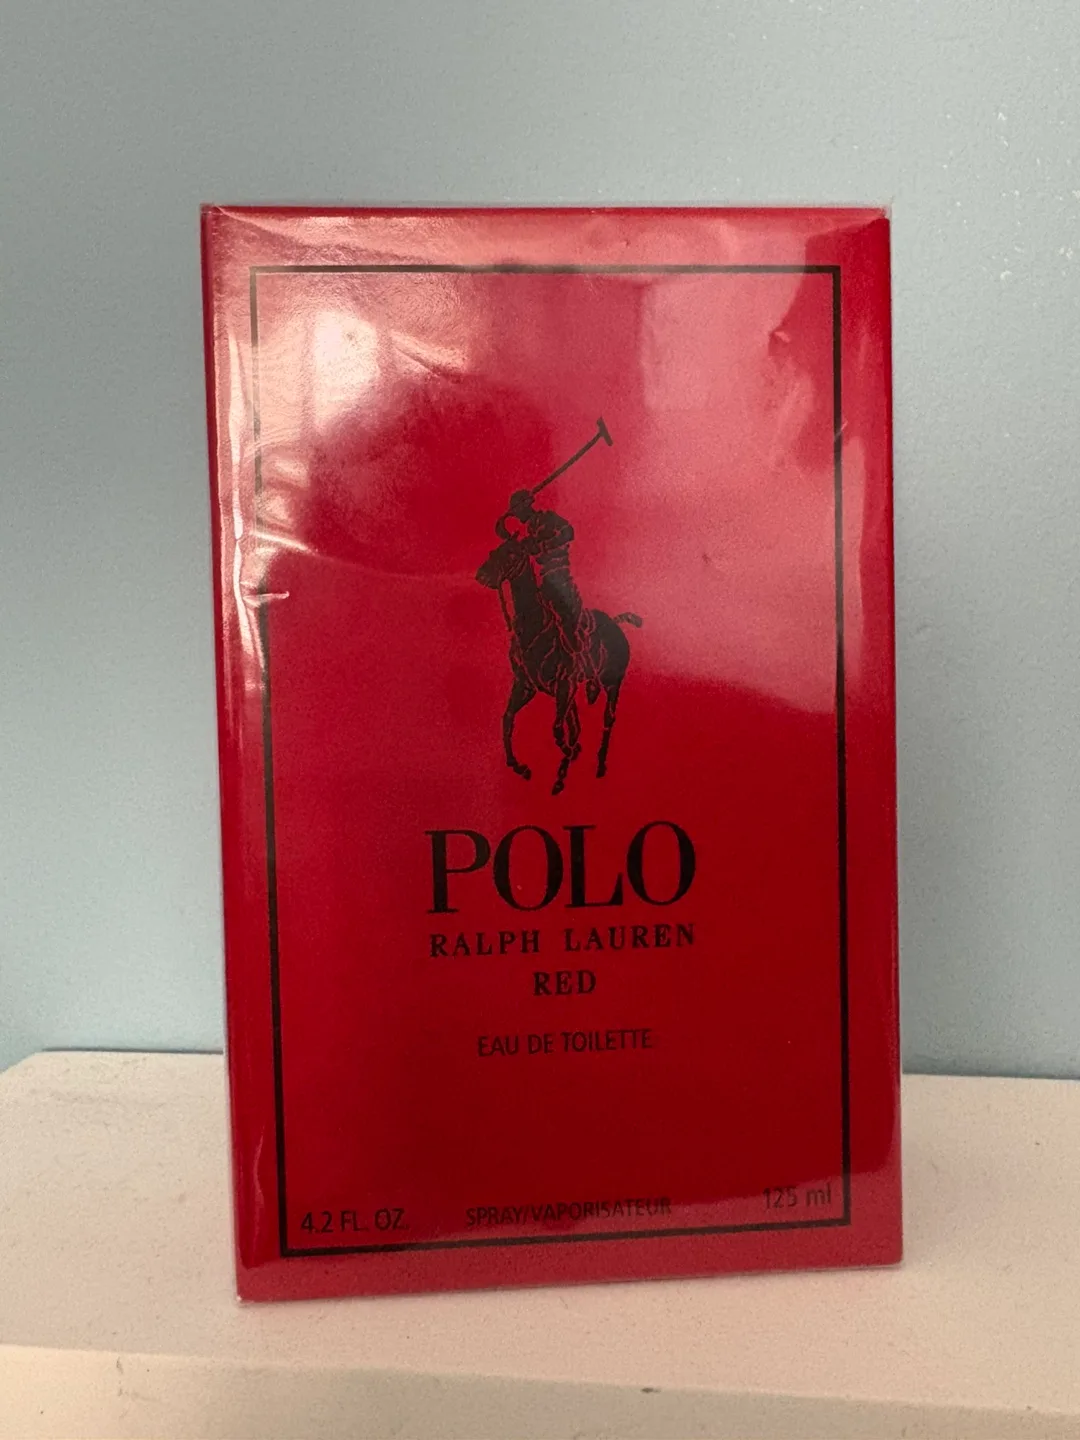 POLO
RALPH LAUREN
RED
EAU DE TOILETTE
4.2 FL. OZ. SPRAY/VAPORISATEUR 125 ml